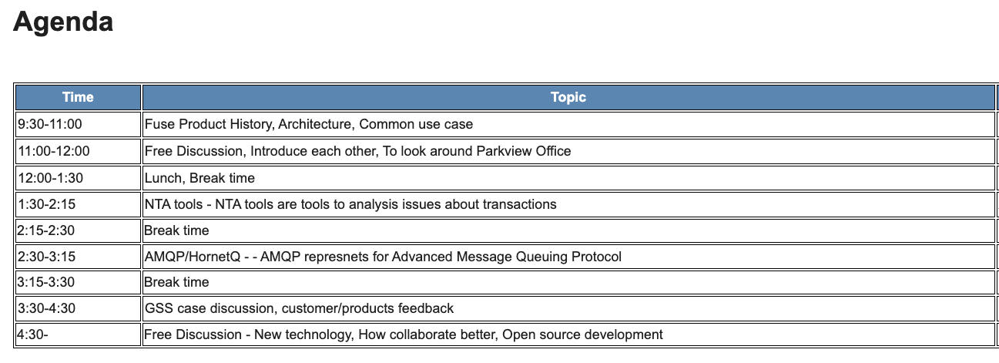 Agenda
Time Topic
9:30-11:00 Fuse Product History, Architecture, Common use case
11:00-12:00 Free Discussion, Introduce each other, To look around Parkview Office
12:00-1:30 Lunch, Break time
1:30-2:15 NTA tools - NTA tools are tools to analysis issues about transactions
2:15-2:30 Break time
2:30-3:15 AMQP/HornetQ - - AMQP represnets for Advanced Message Queuing Protocol
3:15-3:30 Break time
3:30-4:30 GSS case discussion, customer/products feedback
4:30- Free Discussion - New technology, How collaborate better, Open source development